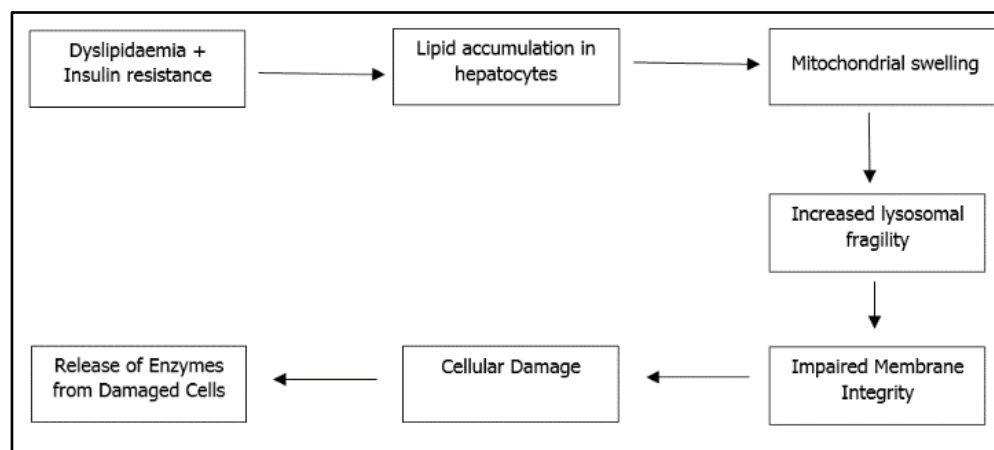 Dyslipidaemia +
Insulin resistance
Lipid accumulation in
hepatocytes
Mitochondrial swelling
Increased lysosomal
fragility
Impaired Membrane
Integrity
Cellular Damage
Release of Enzymes
from Damaged Cells